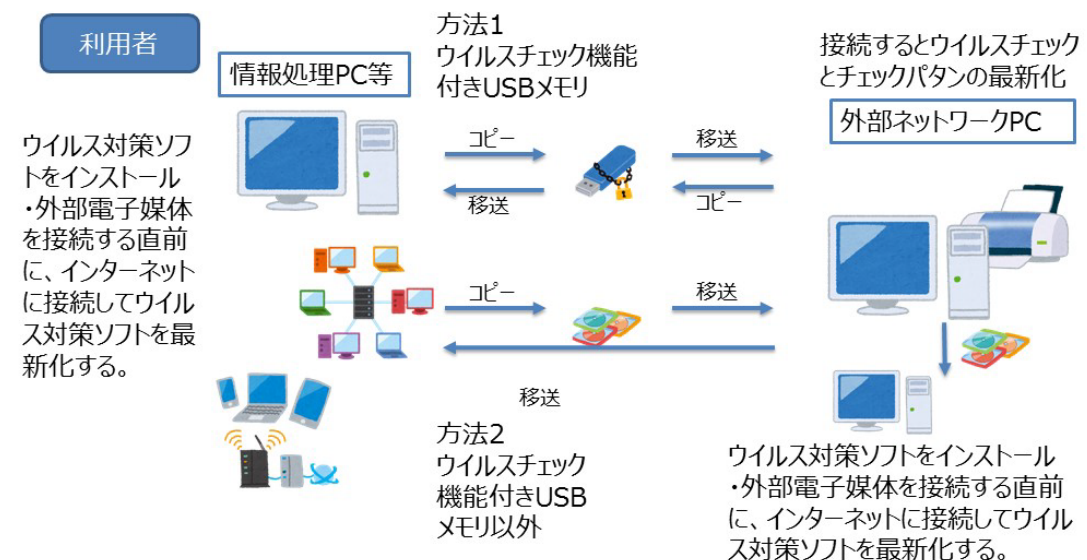 利用者
情報処理PC等
方法1
ウイルスチェック機能
付きUSBメモリ
接続するとウイルスチェック
とチェックパタンの最新化
外部ネットワークPC
ウイルス対策ソフ
トをインストール
・外部電子媒体
を接続する直前
に、インターネット
に接続してウイル
ス対策ソフトを最
新化する。
コピー
移送
移送
コピー
コピー
移送
移送
方法2
ウイルスチェック
機能付きUSB
メモリ以外
ウイルス対策ソフトをインストール
・外部電子媒体を接続する直前
に、インターネットに接続してウイル
ス対策ソフトを最新化する。